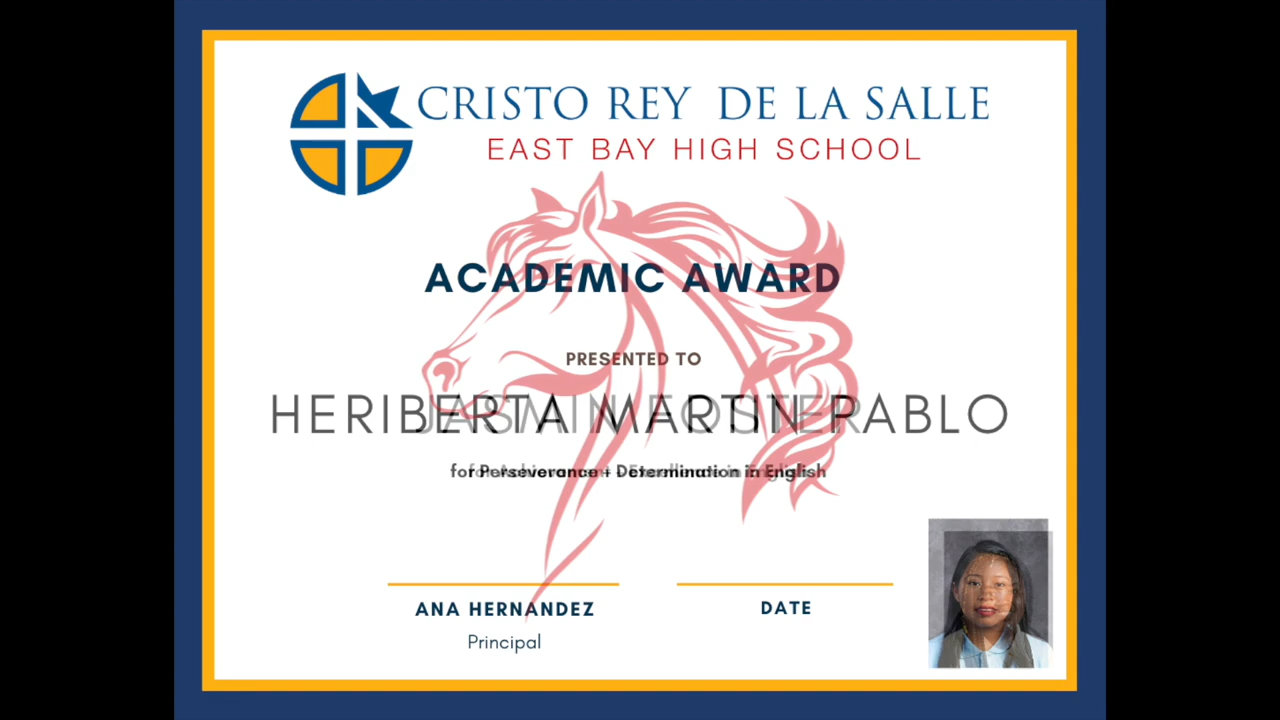 CRISTO REY DE LA SALLE
EAST BAY HIGH SCHOOL
ACADEMIC AWARD
PRESENTED TO
HERIBERTA MARTIN PABLO
for Perseverance + Determination in English
ANA HERNANDEZ
Principal
DATE